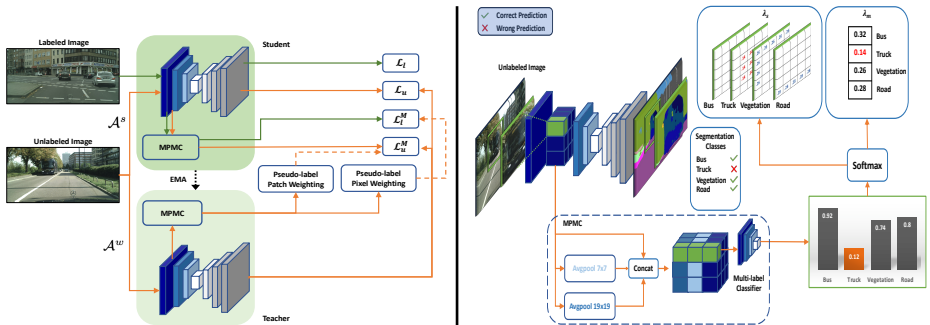 Labeled Image
Student
𝓛ₗ
𝓛ᵤ
𝒜ˢ
𝓛ₗᴹ
MPMC
𝓛ᵤᴹ
Unlabeled Image
EMA
Pseudo-label
Patch Weighting
Pseudo-label
Pixel Weighting
MPMC
𝒜ʷ
Teacher
Correct Prediction
Wrong Prediction
Unlabeled Image
λₛ
Bus Truck Vegetation Road
λₘ
0.32 Bus
0.14 Truck
0.26 Vegetation
0.28 Road
Segmentation
Classes
Bus
Truck
Vegetation
Road
Softmax
MPMC
Avgpool 7x7
Concat
Avgpool 19x19
Multi-label
Classifier
0.92
0.12
0.74
0.8
Bus Truck Vegetation Road